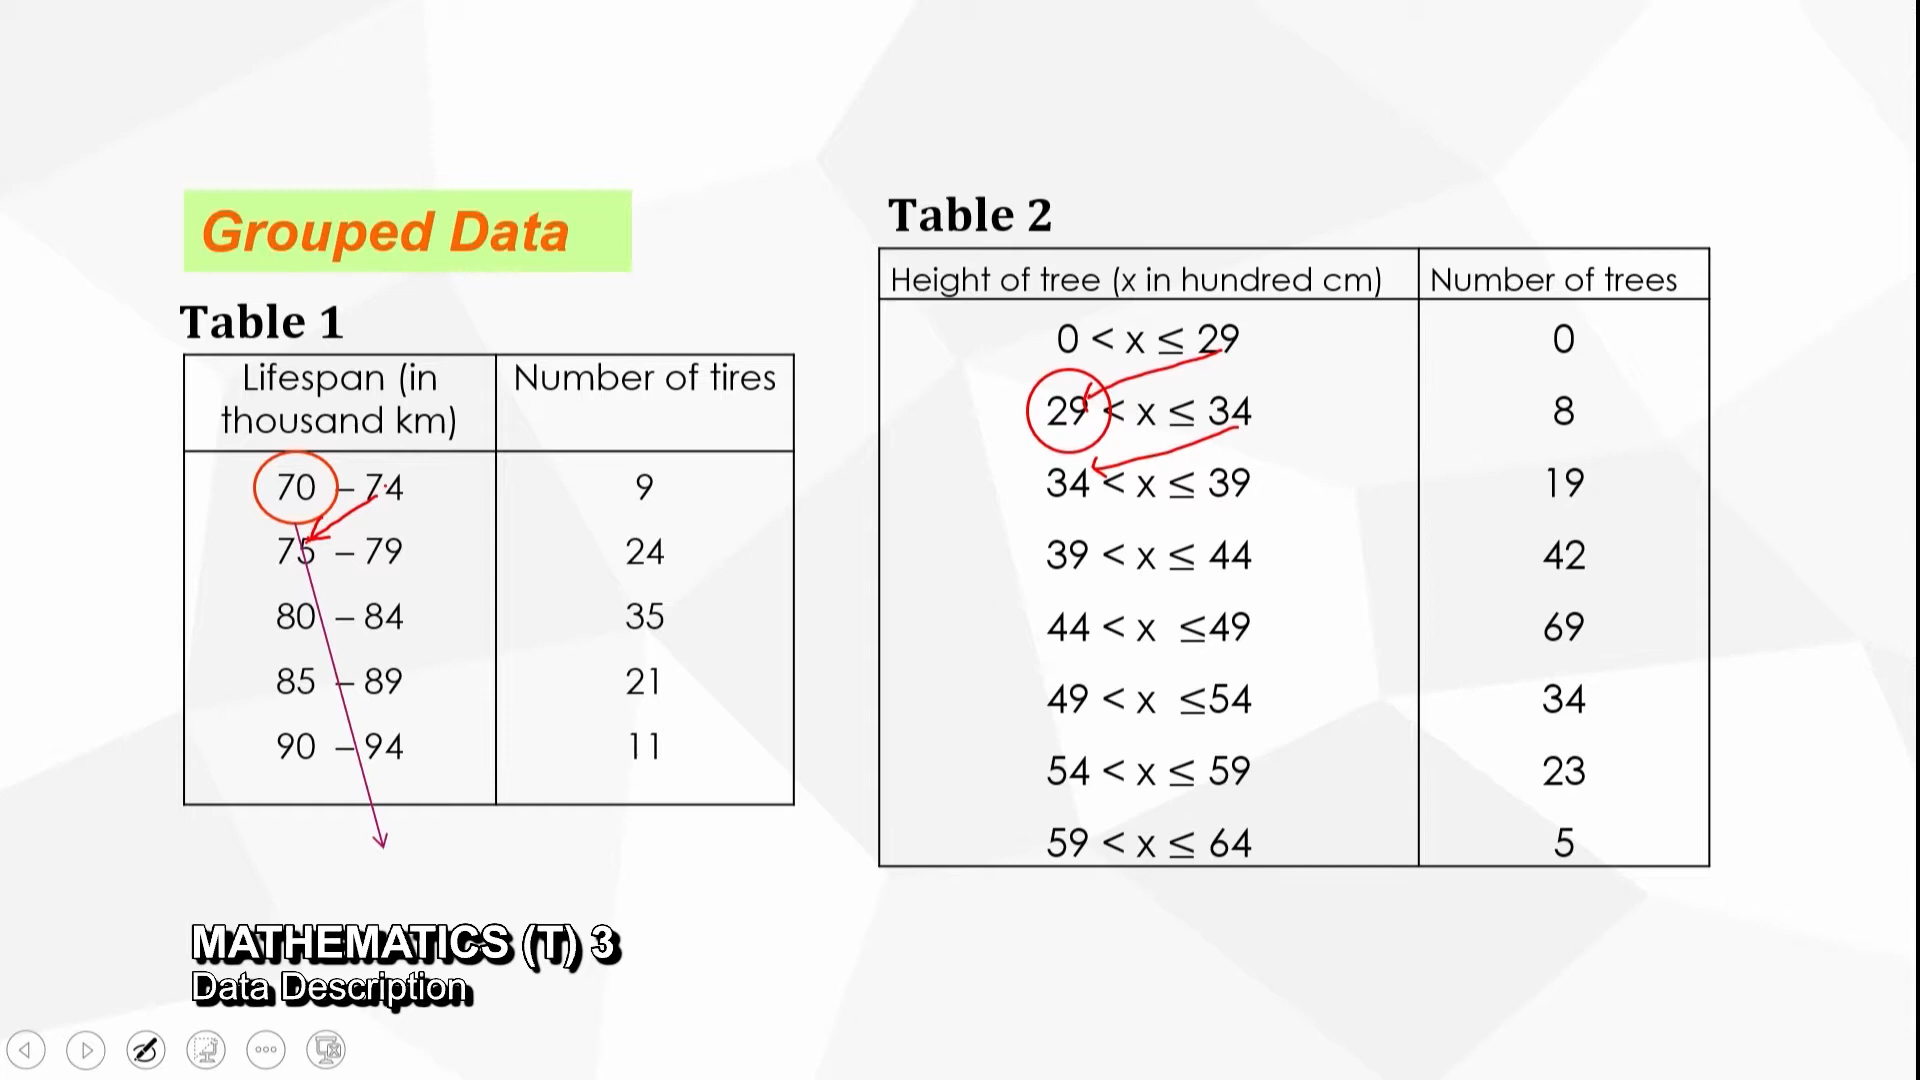 Grouped Data
Table 1
Lifespan (in thousand km) Number of tires
70 – 74 9
75 – 79 24
80 – 84 35
85 – 89 21
90 – 94 11
Table 2
Height of tree (x in hundred cm) Number of trees
0 < x ≤ 29 0
29 < x ≤ 34 8
34 < x ≤ 39 19
39 < x ≤ 44 42
44 < x ≤49 69
49 < x ≤54 34
54 < x ≤ 59 23
59 < x ≤ 64 5
MATHEMATICS (T) 3
Data Description